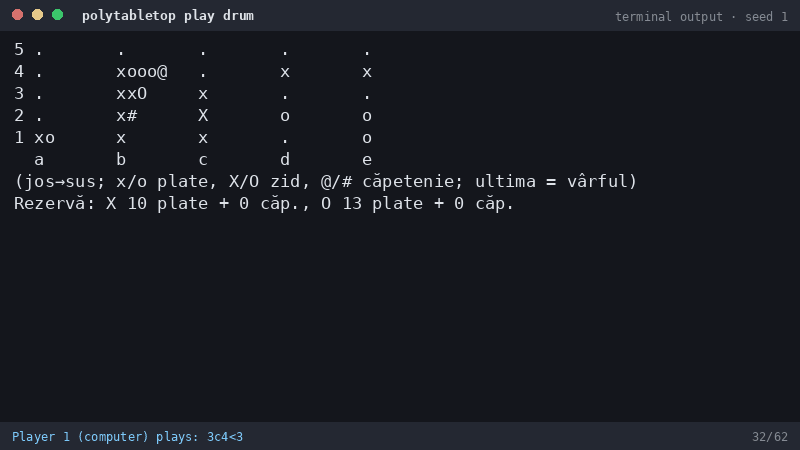 polytabletop play drum
terminal output · seed 1
5 . . . . .
4 . xooo@ . x x
3 . xxO x . .
2 . x# X o o
1 xo x x . o
a b c d e
(jos→sus; x/o plate, X/O zid, @/# căpetenie; ultima = vârful)
Rezervă: X 10 plate + 0 căp., O 13 plate + 0 căp.
Player 1 (computer) plays: 3c4<3
32/62